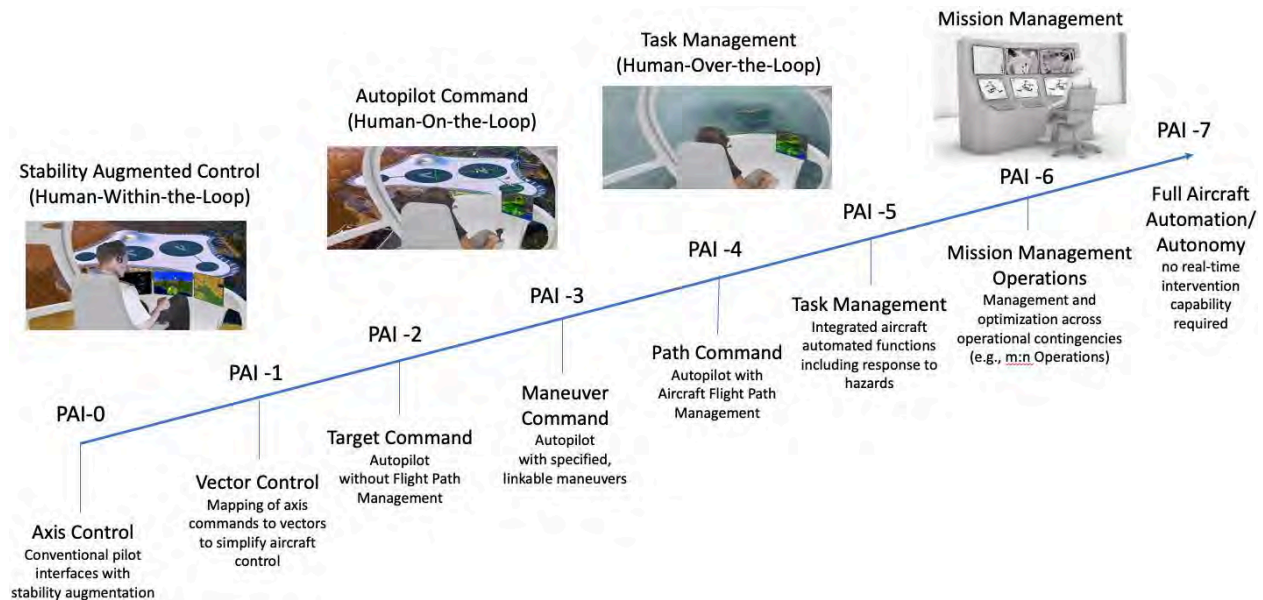 Mission Management
Task Management
(Human-Over-the-Loop)
Autopilot Command
(Human-On-the-Loop)
Stability Augmented Control
(Human-Within-the-Loop)
PAI-0
Axis Control
Conventional pilot
interfaces with
stability augmentation
PAI -1
Vector Control
Mapping of axis
commands to vectors
to simplify aircraft
control
PAI -2
Target Command
Autopilot
without Flight Path
Management
PAI -3
Maneuver
Command
Autopilot
with specified,
linkable maneuvers
PAI -4
Path Command
Autopilot with
Aircraft Flight Path
Management
PAI -5
Task Management
Integrated aircraft
automated functions
including response to
hazards
PAI -6
Mission Management
Operations
Management and
optimization across
operational contingencies
(e.g., m:n Operations)
PAI -7
Full Aircraft
Automation/
Autonomy
no real-time
intervention
capability
required